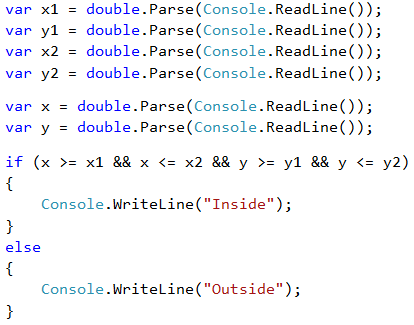 var x1 = double.Parse(Console.ReadLine());
var y1 = double.Parse(Console.ReadLine());
var x2 = double.Parse(Console.ReadLine());
var y2 = double.Parse(Console.ReadLine());
var x = double.Parse(Console.ReadLine());
var y = double.Parse(Console.ReadLine());
if (x >= x1 && x <= x2 && y >= y1 && y <= y2)
{
    Console.WriteLine("Inside");
}
else
{
    Console.WriteLine("Outside");
}